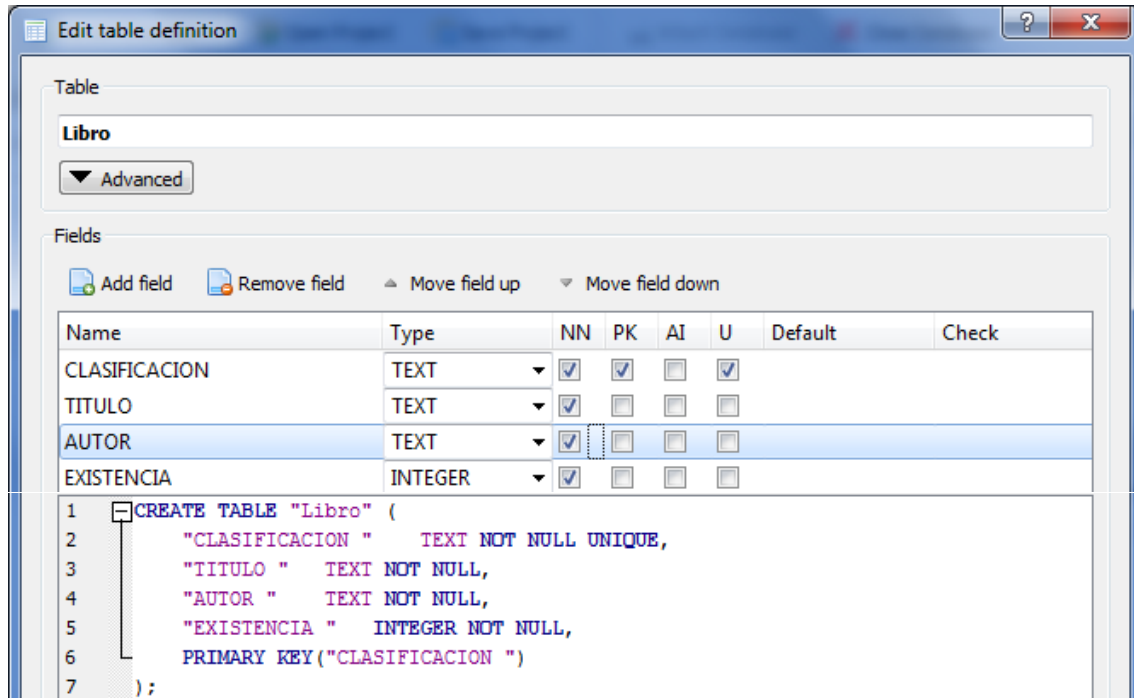 Edit table definition
Table
Libro
Advanced
Fields
Add field Remove field Move field up Move field down
Name Type NN PK AI U Default Check
CLASIFICACION TEXT
TITULO TEXT
AUTOR TEXT
EXISTENCIA INTEGER
1 CREATE TABLE "Libro" (
2 "CLASIFICACION " TEXT NOT NULL UNIQUE,
3 "TITULO " TEXT NOT NULL,
4 "AUTOR " TEXT NOT NULL,
5 "EXISTENCIA " INTEGER NOT NULL,
6 PRIMARY KEY("CLASIFICACION ")
7 );